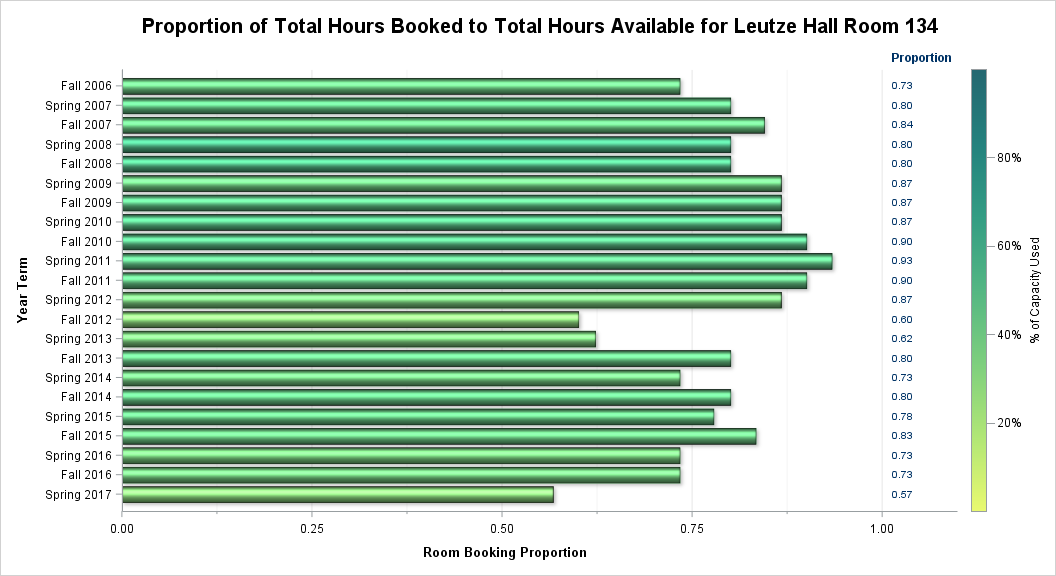 Proportion of Total Hours Booked to Total Hours Available for Leutze Hall Room 134
Proportion
Fall 2006 0.73
Spring 2007 0.80
Fall 2007 0.84
Spring 2008 0.80
Fall 2008 0.80
Spring 2009 0.87
Fall 2009 0.87
Spring 2010 0.87
Fall 2010 0.90
Spring 2011 0.93
Fall 2011 0.90
Spring 2012 0.87
Fall 2012 0.60
Spring 2013 0.62
Fall 2013 0.80
Spring 2014 0.73
Fall 2014 0.80
Spring 2015 0.78
Fall 2015 0.83
Spring 2016 0.73
Fall 2016 0.73
Spring 2017 0.57
Year Term
0.00 0.25 0.50 0.75 1.00
Room Booking Proportion
80%
60%
40%
20%
% of Capacity Used